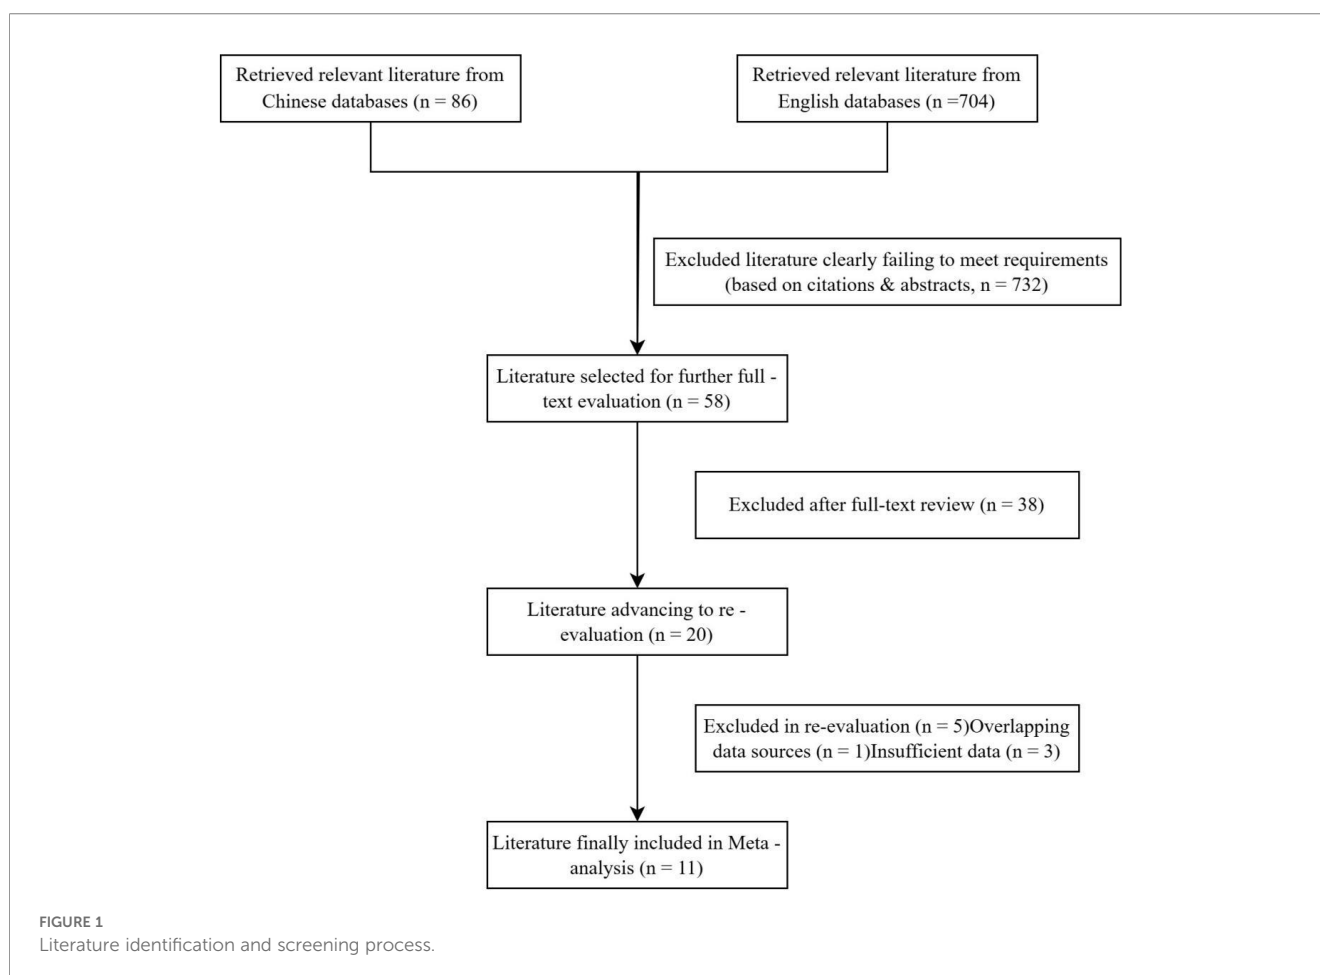 Retrieved relevant literature from
Chinese databases (n = 86)
Retrieved relevant literature from
English databases (n =704)
Excluded literature clearly failing to meet requirements
(based on citations & abstracts, n = 732)
Literature selected for further full -
text evaluation (n = 58)
Excluded after full-text review (n = 38)
Literature advancing to re -
evaluation (n = 20)
Excluded in re-evaluation (n = 5)Overlapping
data sources (n = 1)Insufficient data (n = 3)
Literature finally included in Meta -
analysis (n = 11)
FIGURE 1
Literature identification and screening process.